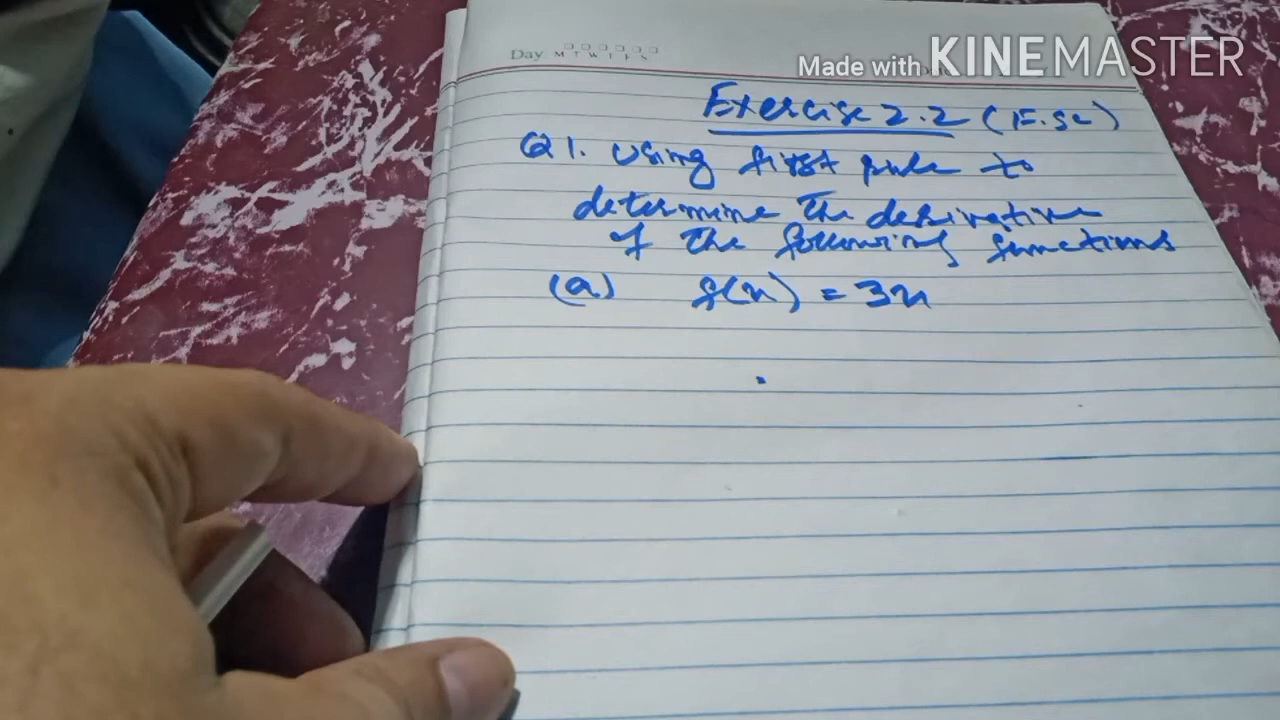 Made with KINEMASTER
Day M T W T F S
Exercise 2.2 (F.Sc)
Q1. Using first rule to
determine the derivative
of the following functions
(a) f(x) = 3x